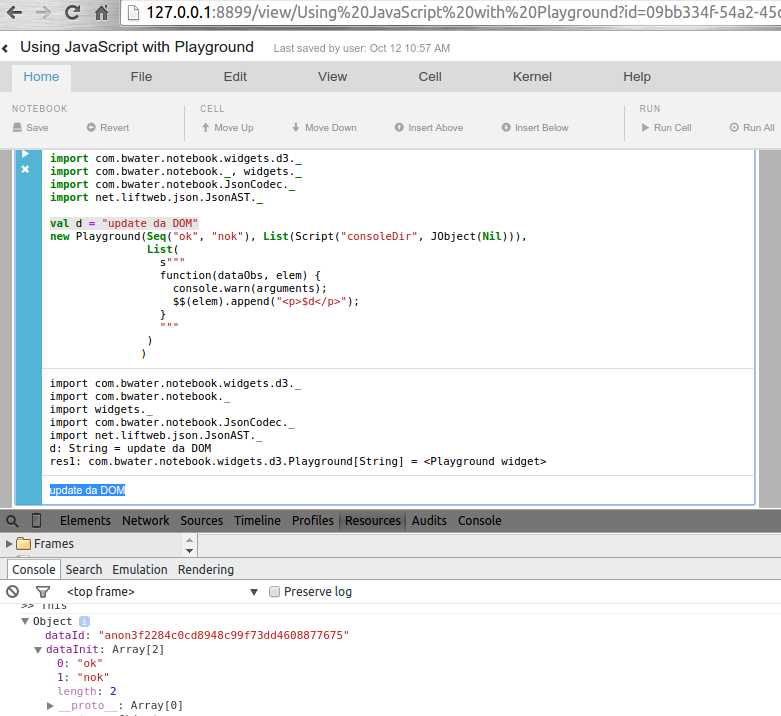 127.0.0.1:8899/view/Using%20JavaScript%20with%20Playground?id=09bb334f-54a2-45
Using JavaScript with Playground Last saved by user: Oct 12 10:57 AM
Home File Edit View Cell Kernel Help
NOTEBOOK CELL RUN
Save Revert Move Up Move Down Insert Above Insert Below Run Cell Run All
import com.bwater.notebook.widgets.d3._
import com.bwater.notebook._, widgets._
import com.bwater.notebook.JsonCodec._
import net.liftweb.json.JsonAST._
val d = "update da DOM"
new Playground(Seq("ok", "nok"), List(Script("consoleDir", JObject(Nil))),
List(
s"""
function(dataObs, elem) {
console.warn(arguments);
$$(elem).append("<p>$d</p>");
}
"""
)
)
import com.bwater.notebook.widgets.d3._
import com.bwater.notebook._
import widgets._
import com.bwater.notebook.JsonCodec._
import net.liftweb.json.JsonAST._
d: String = update da DOM
res1: com.bwater.notebook.widgets.d3.Playground[String] = <Playground widget>
update da DOM
Elements Network Sources Timeline Profiles Resources Audits Console
Frames
Console Search Emulation Rendering
<top frame> Preserve log
>> This
Object i
dataId: "anon3f2284c0cd8948c99f73dd4608877675"
dataInit: Array[2]
0: "ok"
1: "nok"
length: 2
__proto__: Array[0]